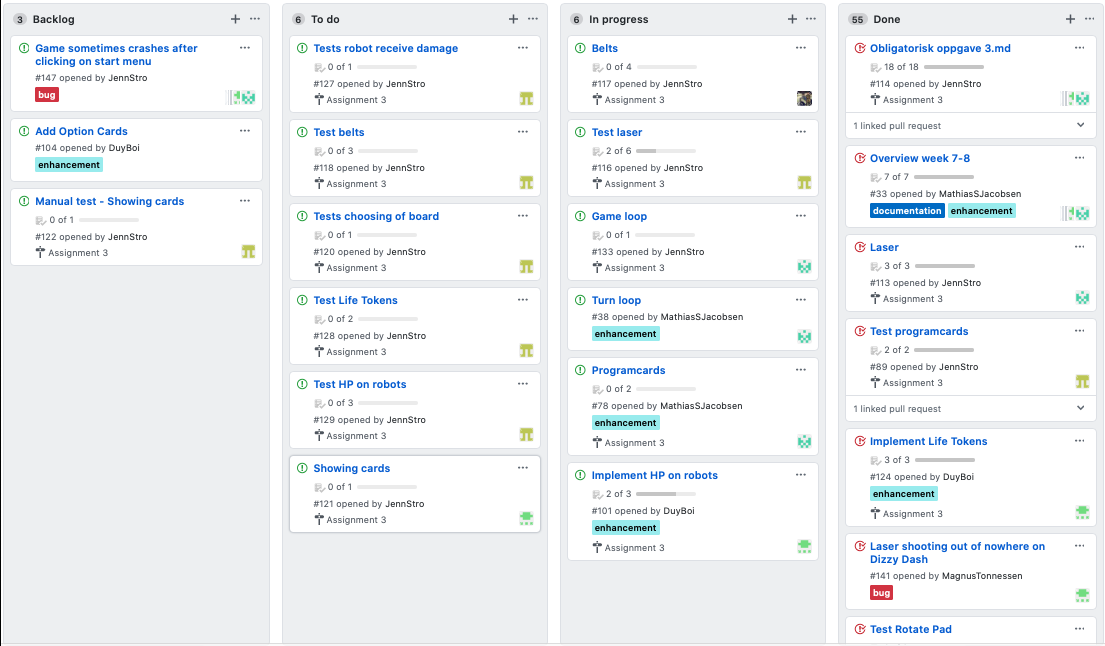 3 Backlog
Game sometimes crashes after
clicking on start menu
#147 opened by JennStro
bug
Add Option Cards
#104 opened by DuyBoi
enhancement
Manual test - Showing cards
0 of 1
#122 opened by JennStro
Assignment 3
6 To do
Tests robot receive damage
0 of 1
#127 opened by JennStro
Assignment 3
Test belts
0 of 3
#118 opened by JennStro
Assignment 3
Tests choosing of board
0 of 1
#120 opened by JennStro
Assignment 3
Test Life Tokens
0 of 2
#128 opened by JennStro
Assignment 3
Test HP on robots
0 of 3
#129 opened by JennStro
Assignment 3
Showing cards
0 of 1
#121 opened by JennStro
Assignment 3
6 In progress
Belts
0 of 4
#117 opened by JennStro
Assignment 3
Test laser
2 of 6
#116 opened by JennStro
Assignment 3
Game loop
0 of 1
#133 opened by JennStro
Assignment 3
Turn loop
#38 opened by MathiasSJacobsen
enhancement
Programcards
0 of 2
#78 opened by MathiasSJacobsen
enhancement
Assignment 3
Implement HP on robots
2 of 3
#101 opened by DuyBoi
enhancement
Assignment 3
55 Done
Obligatorisk oppgave 3.md
18 of 18
#114 opened by JennStro
Assignment 3
1 linked pull request
Overview week 7-8
7 of 7
#33 opened by MathiasSJacobsen
documentation enhancement
Laser
3 of 3
#113 opened by JennStro
Assignment 3
Test programcards
2 of 2
#89 opened by JennStro
Assignment 3
1 linked pull request
Implement Life Tokens
3 of 3
#124 opened by DuyBoi
enhancement
Assignment 3
Laser shooting out of nowhere on
Dizzy Dash
#141 opened by MagnusTonnessen
bug
Test Rotate Pad